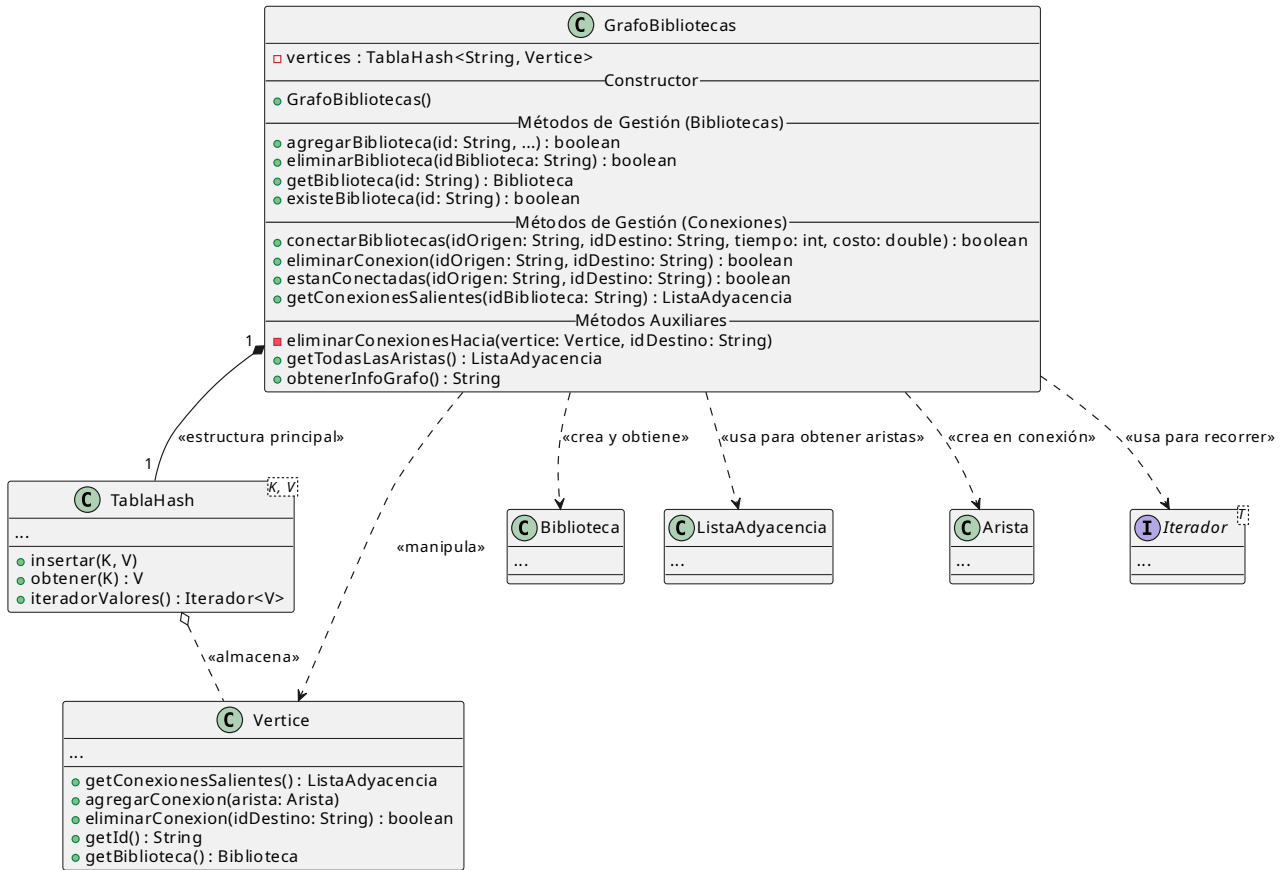 C GrafoBibliotecas
vertices : TablaHash<String, Vertice>
Constructor
GrafoBibliotecas()
Métodos de Gestión (Bibliotecas)
agregarBiblioteca(id: String, ...) : boolean
eliminarBiblioteca(idBiblioteca: String) : boolean
getBiblioteca(id: String) : Biblioteca
existeBiblioteca(id: String) : boolean
Métodos de Gestión (Conexiones)
conectarBibliotecas(idOrigen: String, idDestino: String, tiempo: int, costo: double) : boolean
eliminarConexion(idOrigen: String, idDestino: String) : boolean
estanConectadas(idOrigen: String, idDestino: String) : boolean
getConexionesSalientes(idBiblioteca: String) : ListaAdyacencia
Métodos Auxiliares
eliminarConexionesHacia(vertice: Vertice, idDestino: String)
getTodasLasAristas() : ListaAdyacencia
obtenerInfoGrafo() : String
1
«estructura principal»
1
«crea y obtiene»
«usa para obtener aristas»
«crea en conexión»
«usa para recorrer»
C TablaHash
K, V
...
insertar(K, V)
obtener(K) : V
iteradorValores() : Iterador<V>
«manipula»
C Biblioteca
...
C ListaAdyacencia
...
C Arista
...
I Iterador
T
...
«almacena»
C Vertice
...
getConexionesSalientes() : ListaAdyacencia
agregarConexion(arista: Arista)
eliminarConexion(idDestino: String) : boolean
getId() : String
getBiblioteca() : Biblioteca